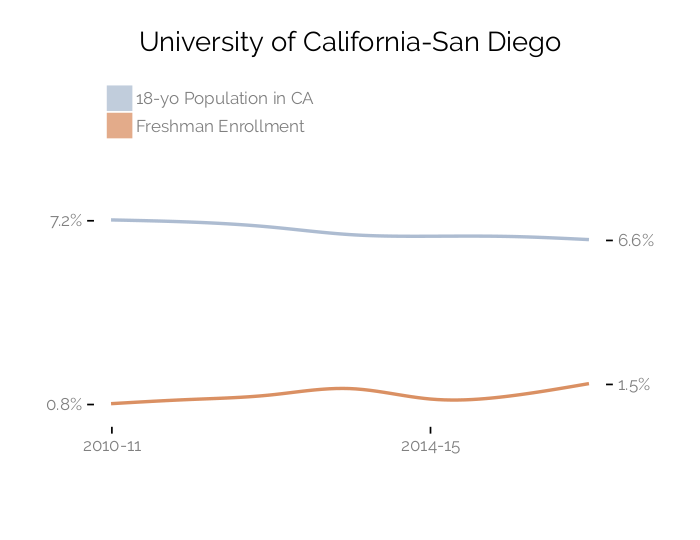 University of California-San Diego
18-yo Population in CA
Freshman Enrollment
7.2%
6.6%
1.5%
0.8%
2010-11 2014-15